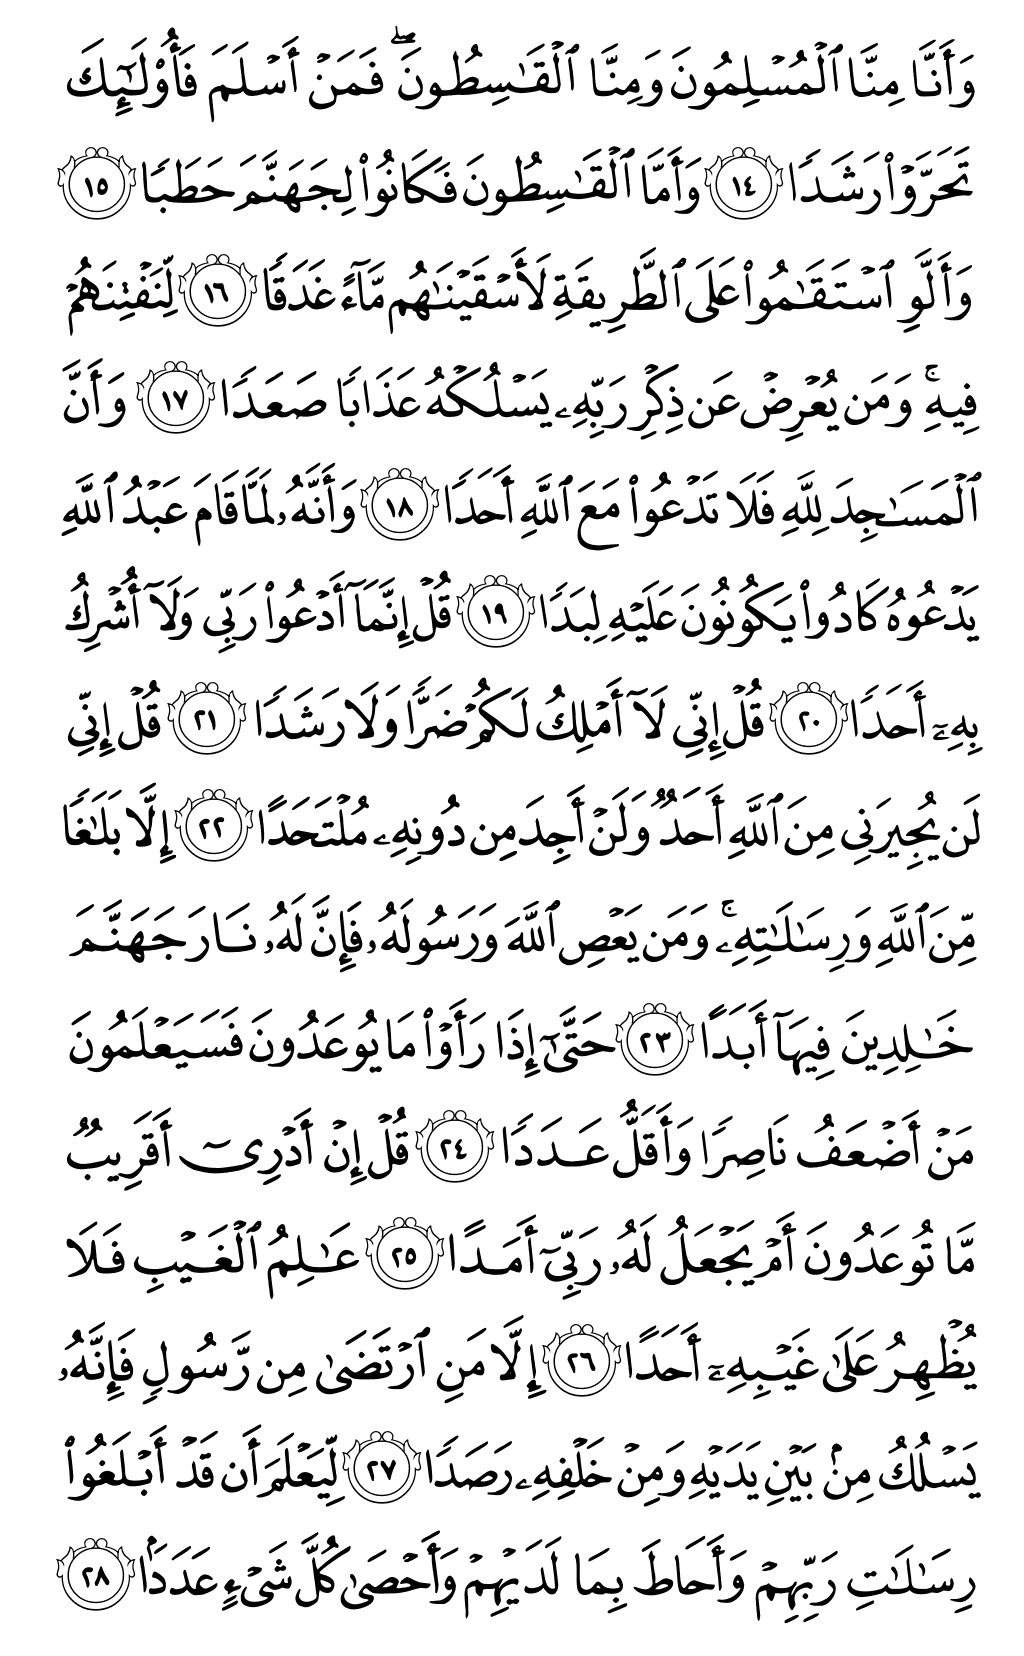 وَأَنَّا مِنَّا ٱلْمُسْلِمُونَ وَمِنَّا ٱلْقَـٰسِطُونَ ۖ فَمَنْ أَسْلَمَ فَأُو۟لَـٰٓئِكَ
تَحَرَّوْا۟ رَشَدًا ١٤ وَأَمَّا ٱلْقَـٰسِطُونَ فَكَانُوا۟ لِجَهَنَّمَ حَطَبًا ١٥
وَأَلَّوِ ٱسْتَقَـٰمُوا۟ عَلَى ٱلطَّرِيقَةِ لَأَسْقَيْنَـٰهُم مَّآءً غَدَقًا ١٦ لِّنَفْتِنَهُمْ
فِيهِ ۚ وَمَن يُعْرِضْ عَن ذِكْرِ رَبِّهِۦ يَسْلُكْهُ عَذَابًا صَعَدًا ١٧ وَأَنَّ
ٱلْمَسَـٰجِدَ لِلَّهِ فَلَا تَدْعُوا۟ مَعَ ٱللَّهِ أَحَدًا ١٨ وَأَنَّهُۥ لَمَّا قَامَ عَبْدُ ٱللَّهِ
يَدْعُوهُ كَادُوا۟ يَكُونُونَ عَلَيْهِ لِبَدًا ١٩ قُلْ إِنَّمَآ أَدْعُوا۟ رَبِّى وَلَآ أُشْرِكُ
بِهِۦٓ أَحَدًا ٢٠ قُلْ إِنِّى لَآ أَمْلِكُ لَكُمْ ضَرًّا وَلَا رَشَدًا ٢١ قُلْ إِنِّى
لَن يُجِيرَنِى مِنَ ٱللَّهِ أَحَدٌ وَلَنْ أَجِدَ مِن دُونِهِۦ مُلْتَحَدًا ٢٢ إِلَّا بَلَـٰغًا
مِّنَ ٱللَّهِ وَرِسَـٰلَـٰتِهِۦ ۚ وَمَن يَعْصِ ٱللَّهَ وَرَسُولَهُۥ فَإِنَّ لَهُۥ نَارَ جَهَنَّمَ
خَـٰلِدِينَ فِيهَآ أَبَدًا ٢٣ حَتَّىٰٓ إِذَا رَأَوْا۟ مَا يُوعَدُونَ فَسَيَعْلَمُونَ
مَنْ أَضْعَفُ نَاصِرًا وَأَقَلُّ عَدَدًا ٢٤ قُلْ إِنْ أَدْرِىٓ أَقَرِيبٌ
مَّا تُوعَدُونَ أَمْ يَجْعَلُ لَهُۥ رَبِّىٓ أَمَدًا ٢٥ عَـٰلِمُ ٱلْغَيْبِ فَلَا
يُظْهِرُ عَلَىٰ غَيْبِهِۦٓ أَحَدًا ٢٦ إِلَّا مَنِ ٱرْتَضَىٰ مِن رَّسُولٍ فَإِنَّهُۥ
يَسْلُكُ مِنۢ بَيْنِ يَدَيْهِ وَمِنْ خَلْفِهِۦ رَصَدًا ٢٧ لِّيَعْلَمَ أَن قَدْ أَبْلَغُوا۟
رِسَـٰلَـٰتِ رَبِّهِمْ وَأَحَاطَ بِمَا لَدَيْهِمْ وَأَحْصَىٰ كُلَّ شَىْءٍ عَدَدًۢا ٢٨